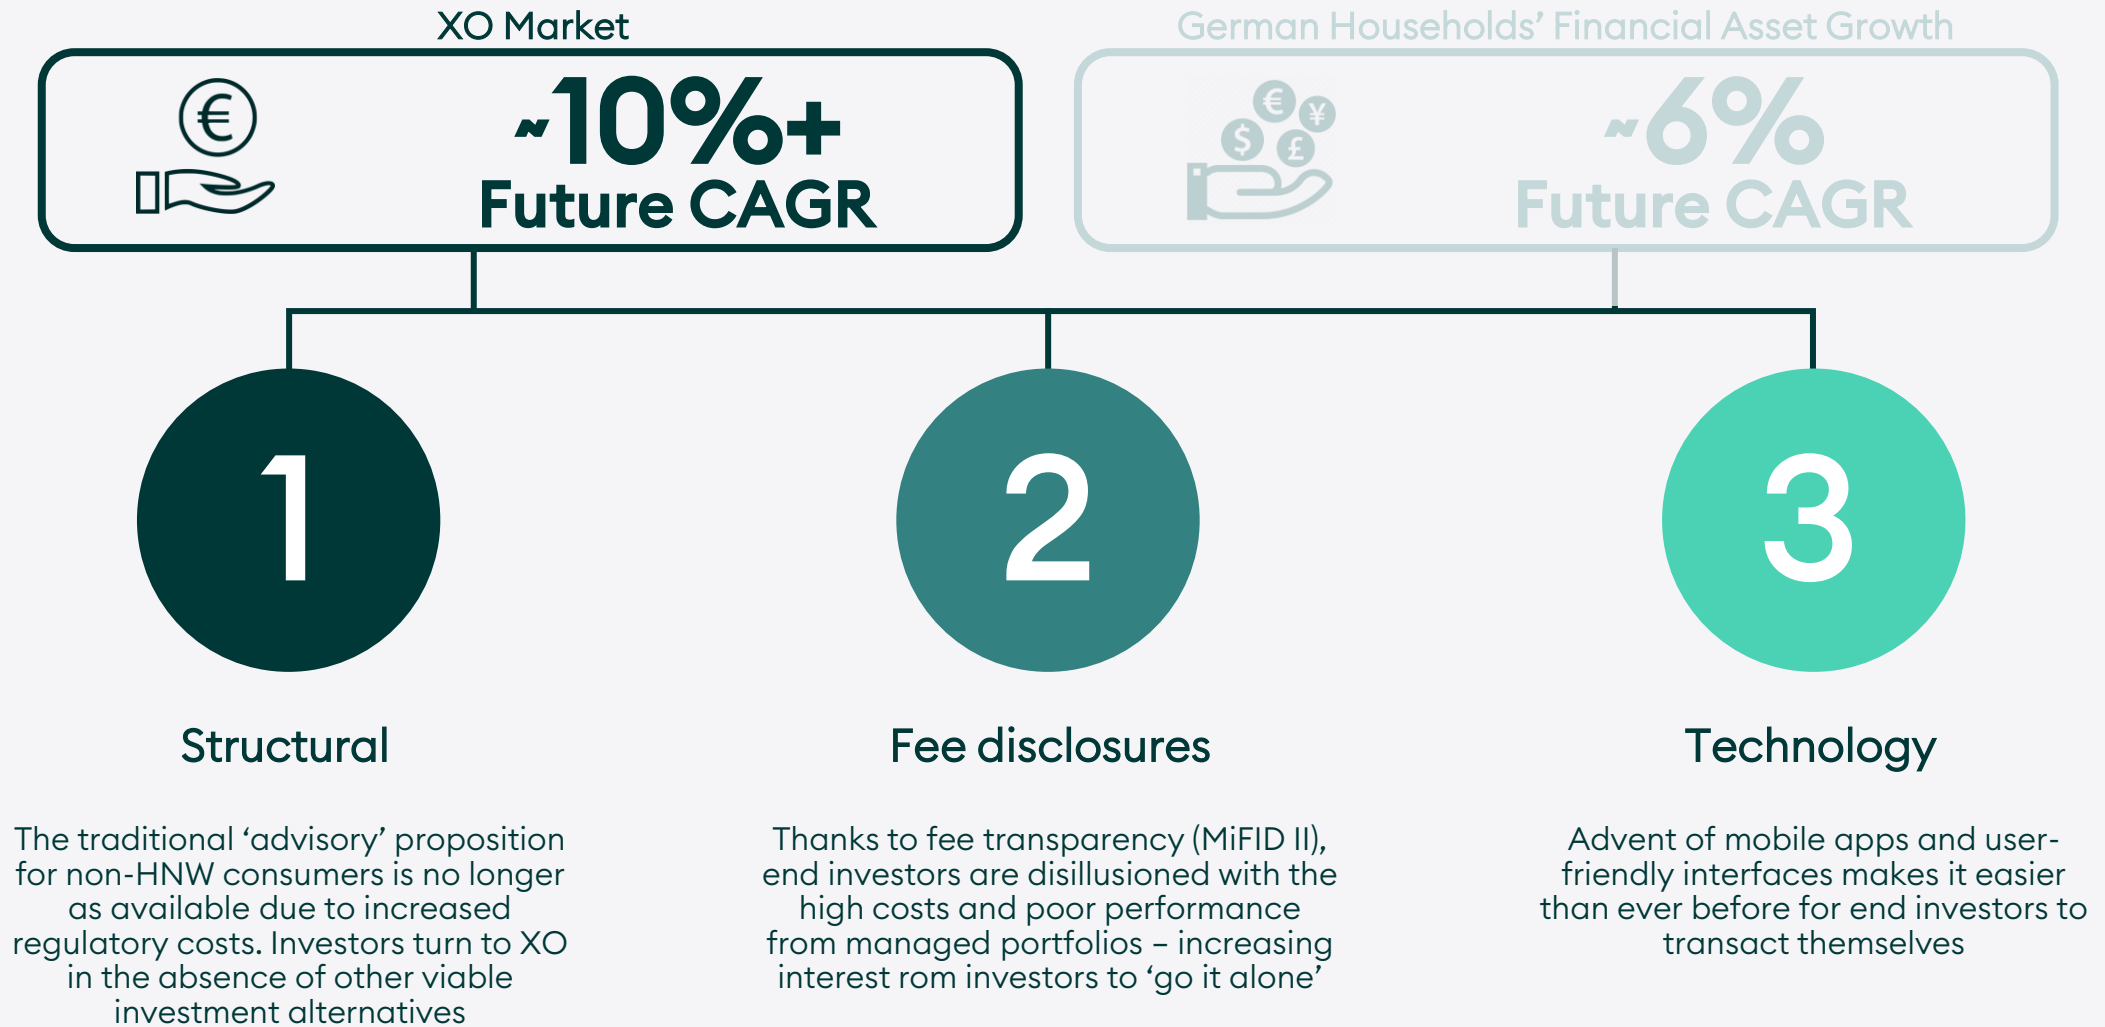 XO Market
~10%+
Future CAGR
German Households’ Financial Asset Growth
~6%
Future CAGR
1
Structural
The traditional ‘advisory’ proposition
for non-HNW consumers is no longer
as available due to increased
regulatory costs. Investors turn to XO
in the absence of other viable
investment alternatives
2
Fee disclosures
Thanks to fee transparency (MiFID II),
end investors are disillusioned with the
high costs and poor performance
from managed portfolios – increasing
interest rom investors to ‘go it alone’
3
Technology
Advent of mobile apps and user-
friendly interfaces makes it easier
than ever before for end investors to
transact themselves